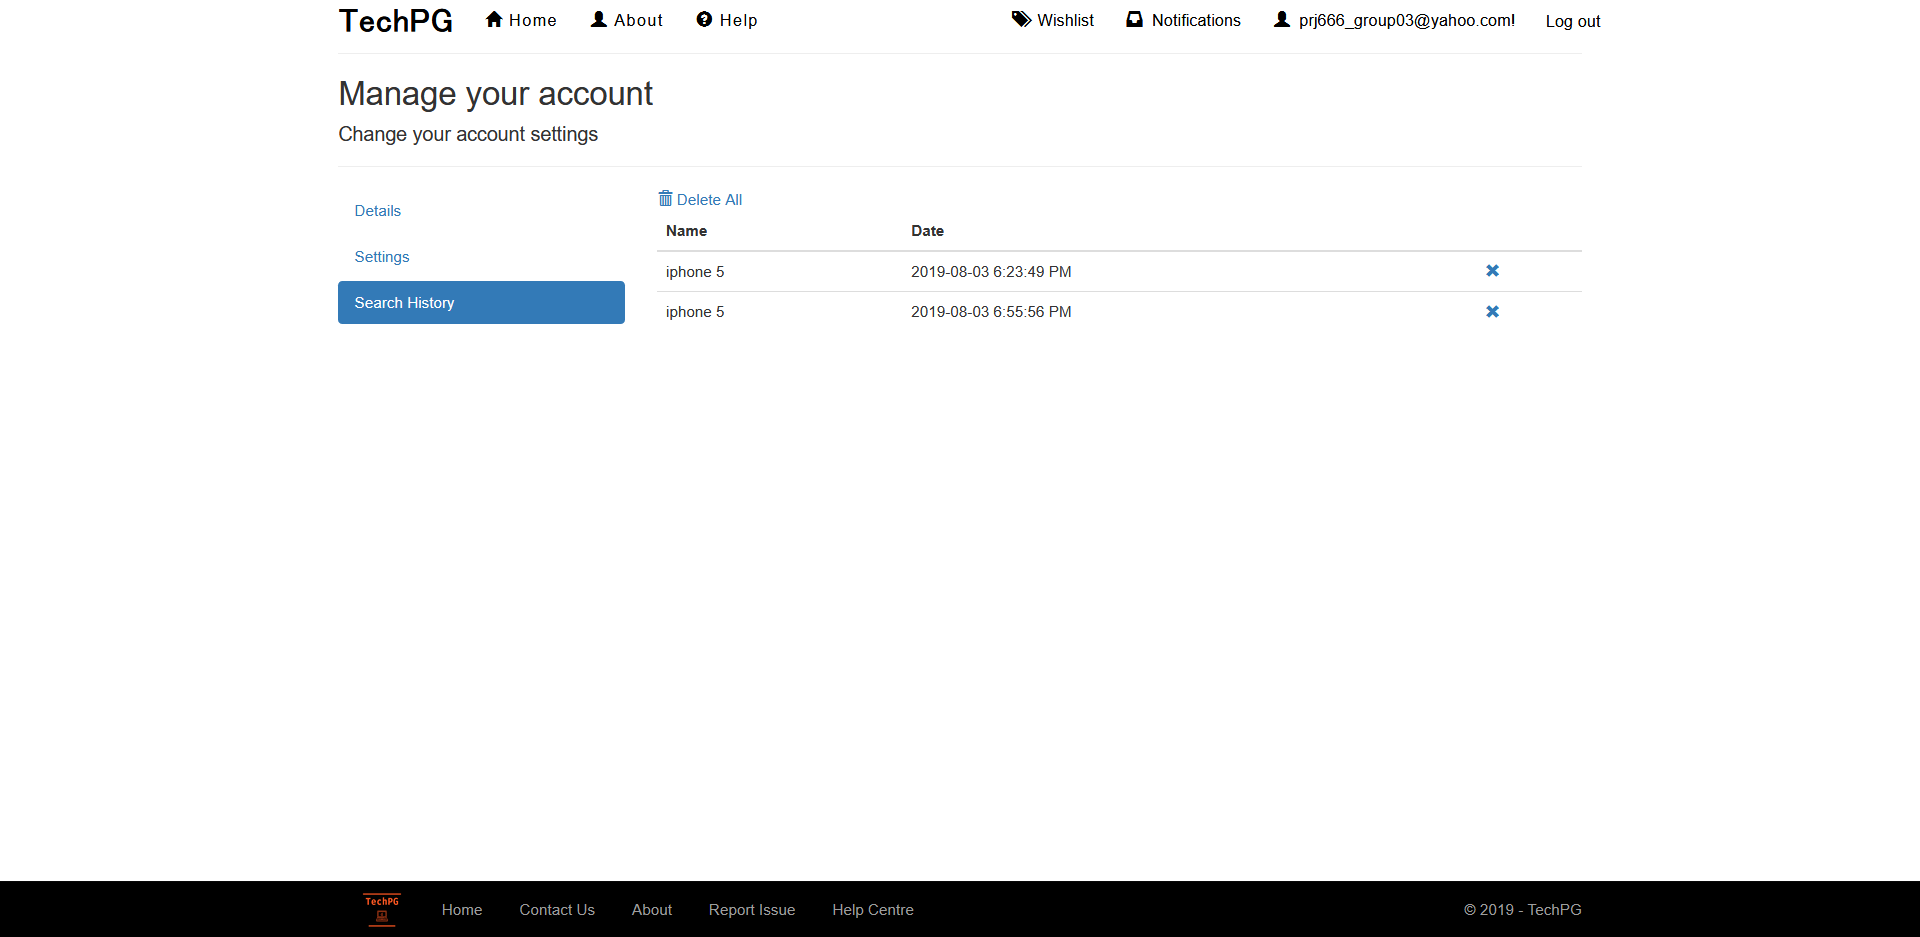 TechPG Home About Help Wishlist Notifications prj666_group03@yahoo.com! Log out
Manage your account
Change your account settings
Details
Settings
Search History
Delete All
Name Date
iphone 5 2019-08-03 6:23:49 PM
iphone 5 2019-08-03 6:55:56 PM
TechPG
Home Contact Us About Report Issue Help Centre © 2019 - TechPG